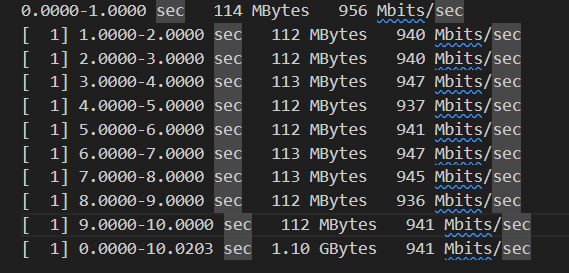 0.0000-1.0000 sec   114 MBytes   956 Mbits/sec
[  1] 1.0000-2.0000 sec   112 MBytes   940 Mbits/sec
[  1] 2.0000-3.0000 sec   112 MBytes   940 Mbits/sec
[  1] 3.0000-4.0000 sec   113 MBytes   947 Mbits/sec
[  1] 4.0000-5.0000 sec   112 MBytes   937 Mbits/sec
[  1] 5.0000-6.0000 sec   112 MBytes   941 Mbits/sec
[  1] 6.0000-7.0000 sec   113 MBytes   947 Mbits/sec
[  1] 7.0000-8.0000 sec   113 MBytes   945 Mbits/sec
[  1] 8.0000-9.0000 sec   112 MBytes   936 Mbits/sec
[  1] 9.0000-10.0000 sec   112 MBytes   941 Mbits/sec
[  1] 0.0000-10.0203 sec  1.10 GBytes   941 Mbits/sec